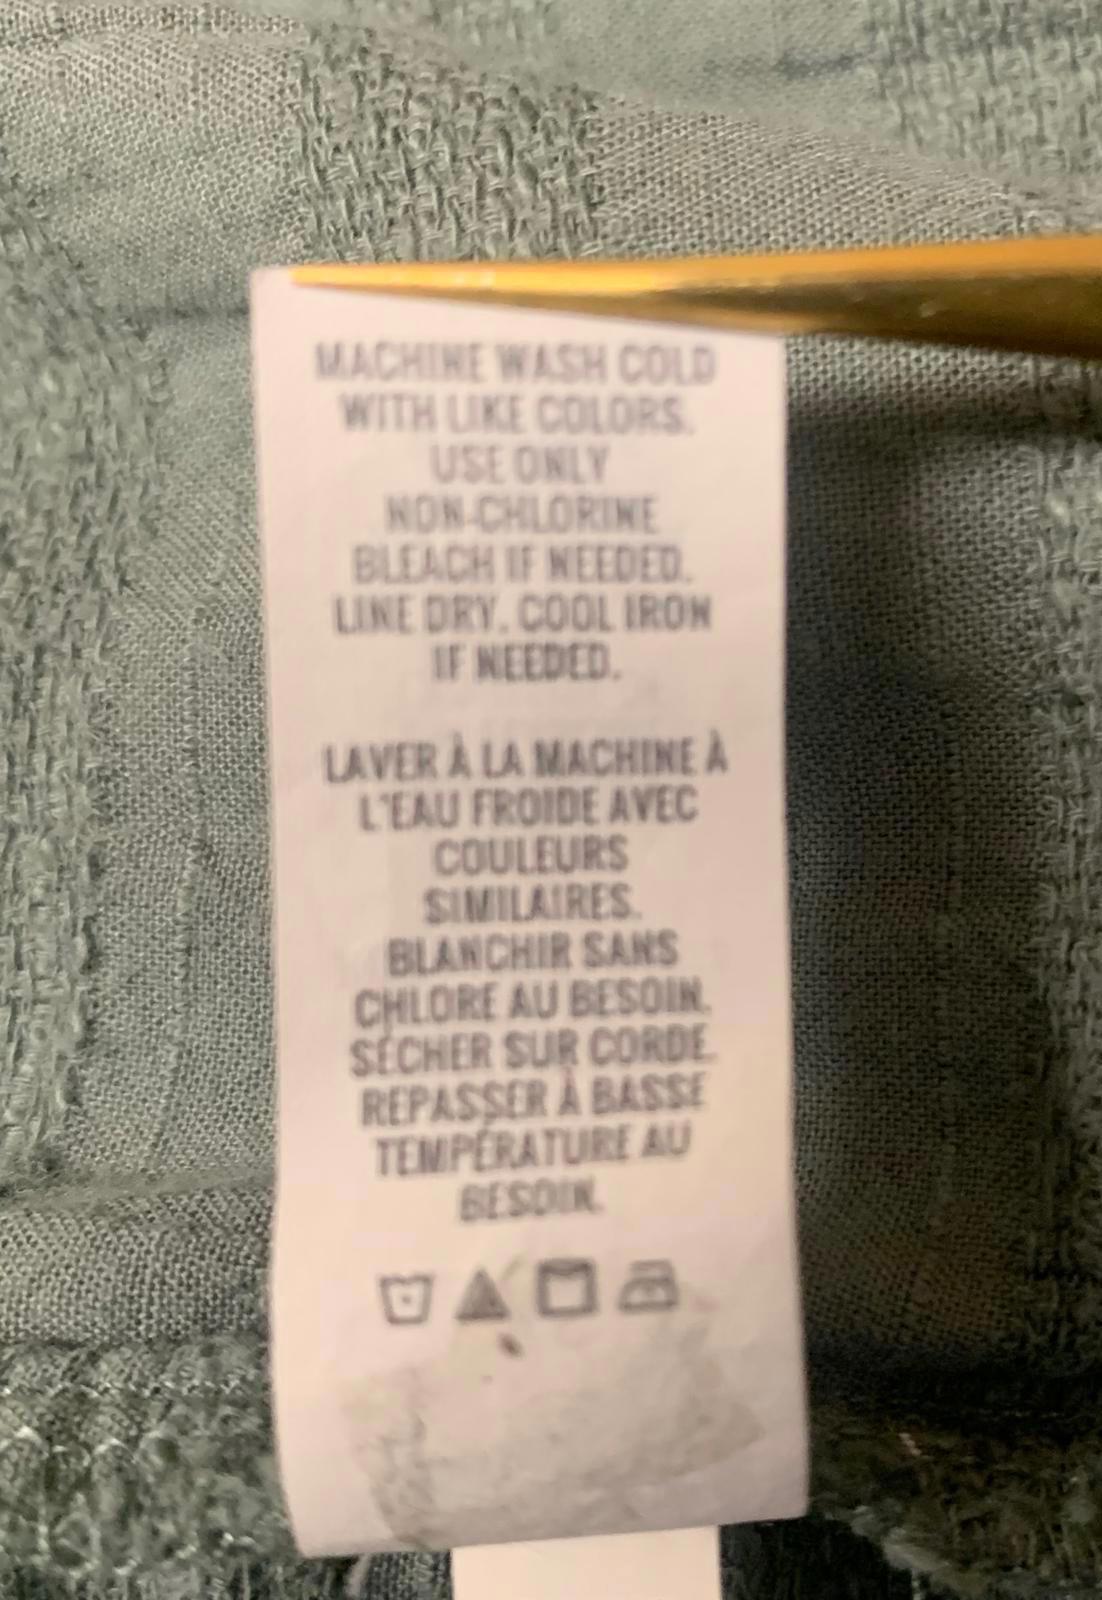 MACHINE WASH COLD
WITH LIKE COLORS.
USE ONLY
NON-CHLORINE
BLEACH IF NEEDED.
LINE DRY. COOL IRON
IF NEEDED.
LAVER À LA MACHINE À
L'EAU FROIDE AVEC
COULEURS
SIMILAIRES.
BLANCHIR SANS
CHLORE AU BESOIN.
SÉCHER SUR CORDE.
REPASSER À BASSE
TEMPÉRATURE AU
BESOIN.